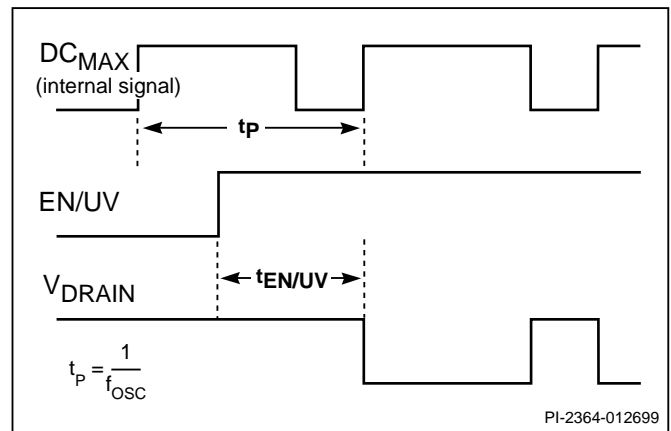 DCMAX
(internal signal)
tP
EN/UV
tEN/UV
VDRAIN
tP = 1/fOSC
PI-2364-012699